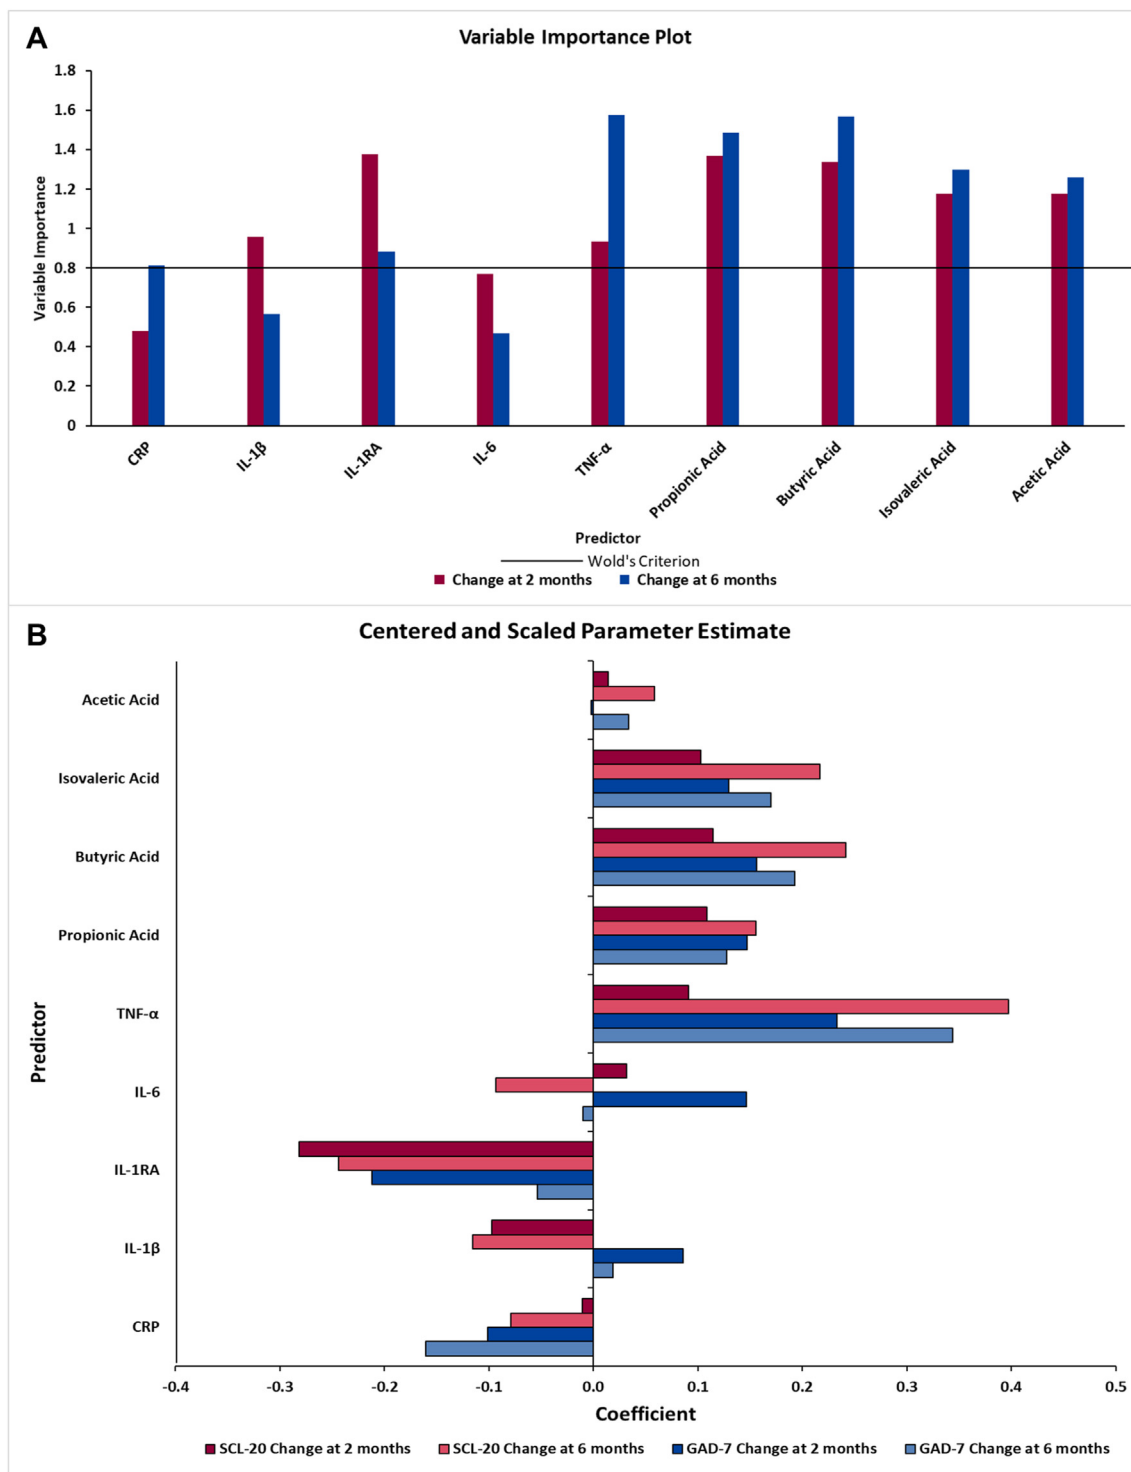 A
Variable Importance Plot
Variable Importance
1.8
1.6
1.4
1.2
1
0.8
0.6
0.4
0.2
0
CRP
IL-1β
IL-1RA
IL-6
TNF-α
Propionic Acid
Butyric Acid
Isovaleric Acid
Acetic Acid
Predictor
Wold's Criterion
Change at 2 months Change at 6 months
B
Centered and Scaled Parameter Estimate
Predictor
Acetic Acid
Isovaleric Acid
Butyric Acid
Propionic Acid
TNF-α
IL-6
IL-1RA
IL-1β
CRP
-0.4 -0.3 -0.2 -0.1 0.0 0.1 0.2 0.3 0.4 0.5
Coefficient
SCL-20 Change at 2 months SCL-20 Change at 6 months GAD-7 Change at 2 months GAD-7 Change at 6 months